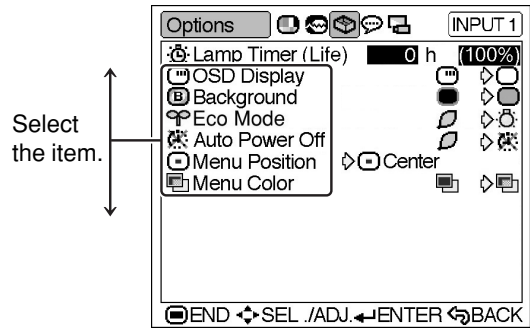 Options INPUT 1
Lamp Timer (Life) 0 h (100%)
OSD Display
B Background
Eco Mode
Auto Power Off
Menu Position Center
Menu Color
Select
the item.
END SEL ./ADJ. ENTER BACK